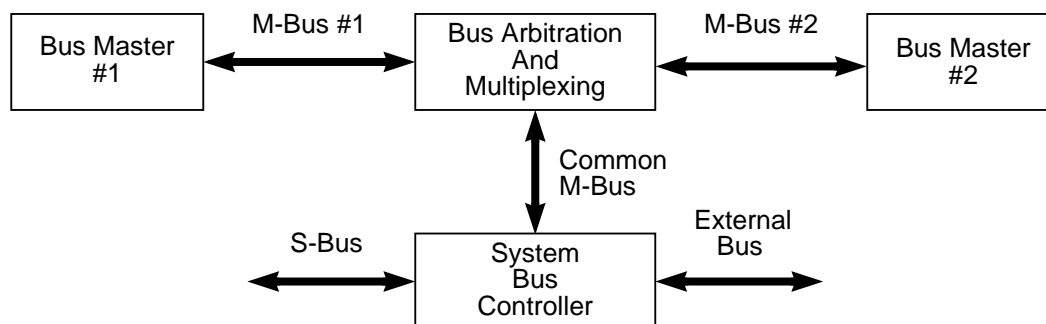 M-Bus #1
M-Bus #2
Bus Master
#1
Bus Arbitration
And
Multiplexing
Bus Master
#2
Common
M-Bus
S-Bus
System
Bus
Controller
External
Bus